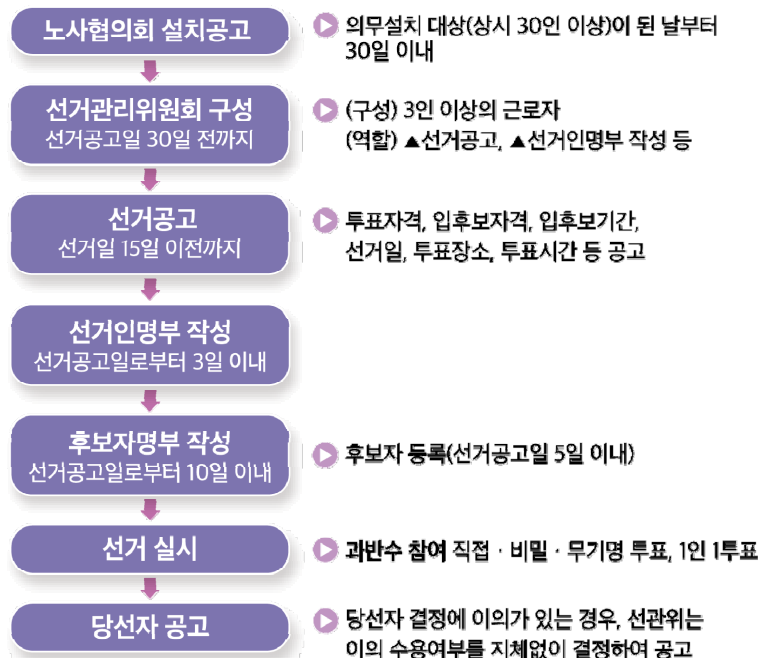 노사협의회 설치공고
의무설치 대상(상시 30인 이상)이 된 날부터
30일 이내
선거관리위원회 구성
선거공고일 30일 전까지
(구성) 3인 이상의 근로자
(역할) ▲선거공고, ▲선거인명부 작성 등
선거공고
선거일 15일 이전까지
투표자격, 입후보자격, 입후보기간,
선거일, 투표장소, 투표시간 등 공고
선거인명부 작성
선거공고일로부터 3일 이내
후보자명부 작성
선거공고일로부터 10일 이내
후보자 등록(선거공고일 5일 이내)
선거 실시
과반수 참여 직접 · 비밀 · 무기명 투표, 1인 1투표
당선자 공고
당선자 결정에 이의가 있는 경우, 선관위는
이의 수용여부를 지체없이 결정하여 공고